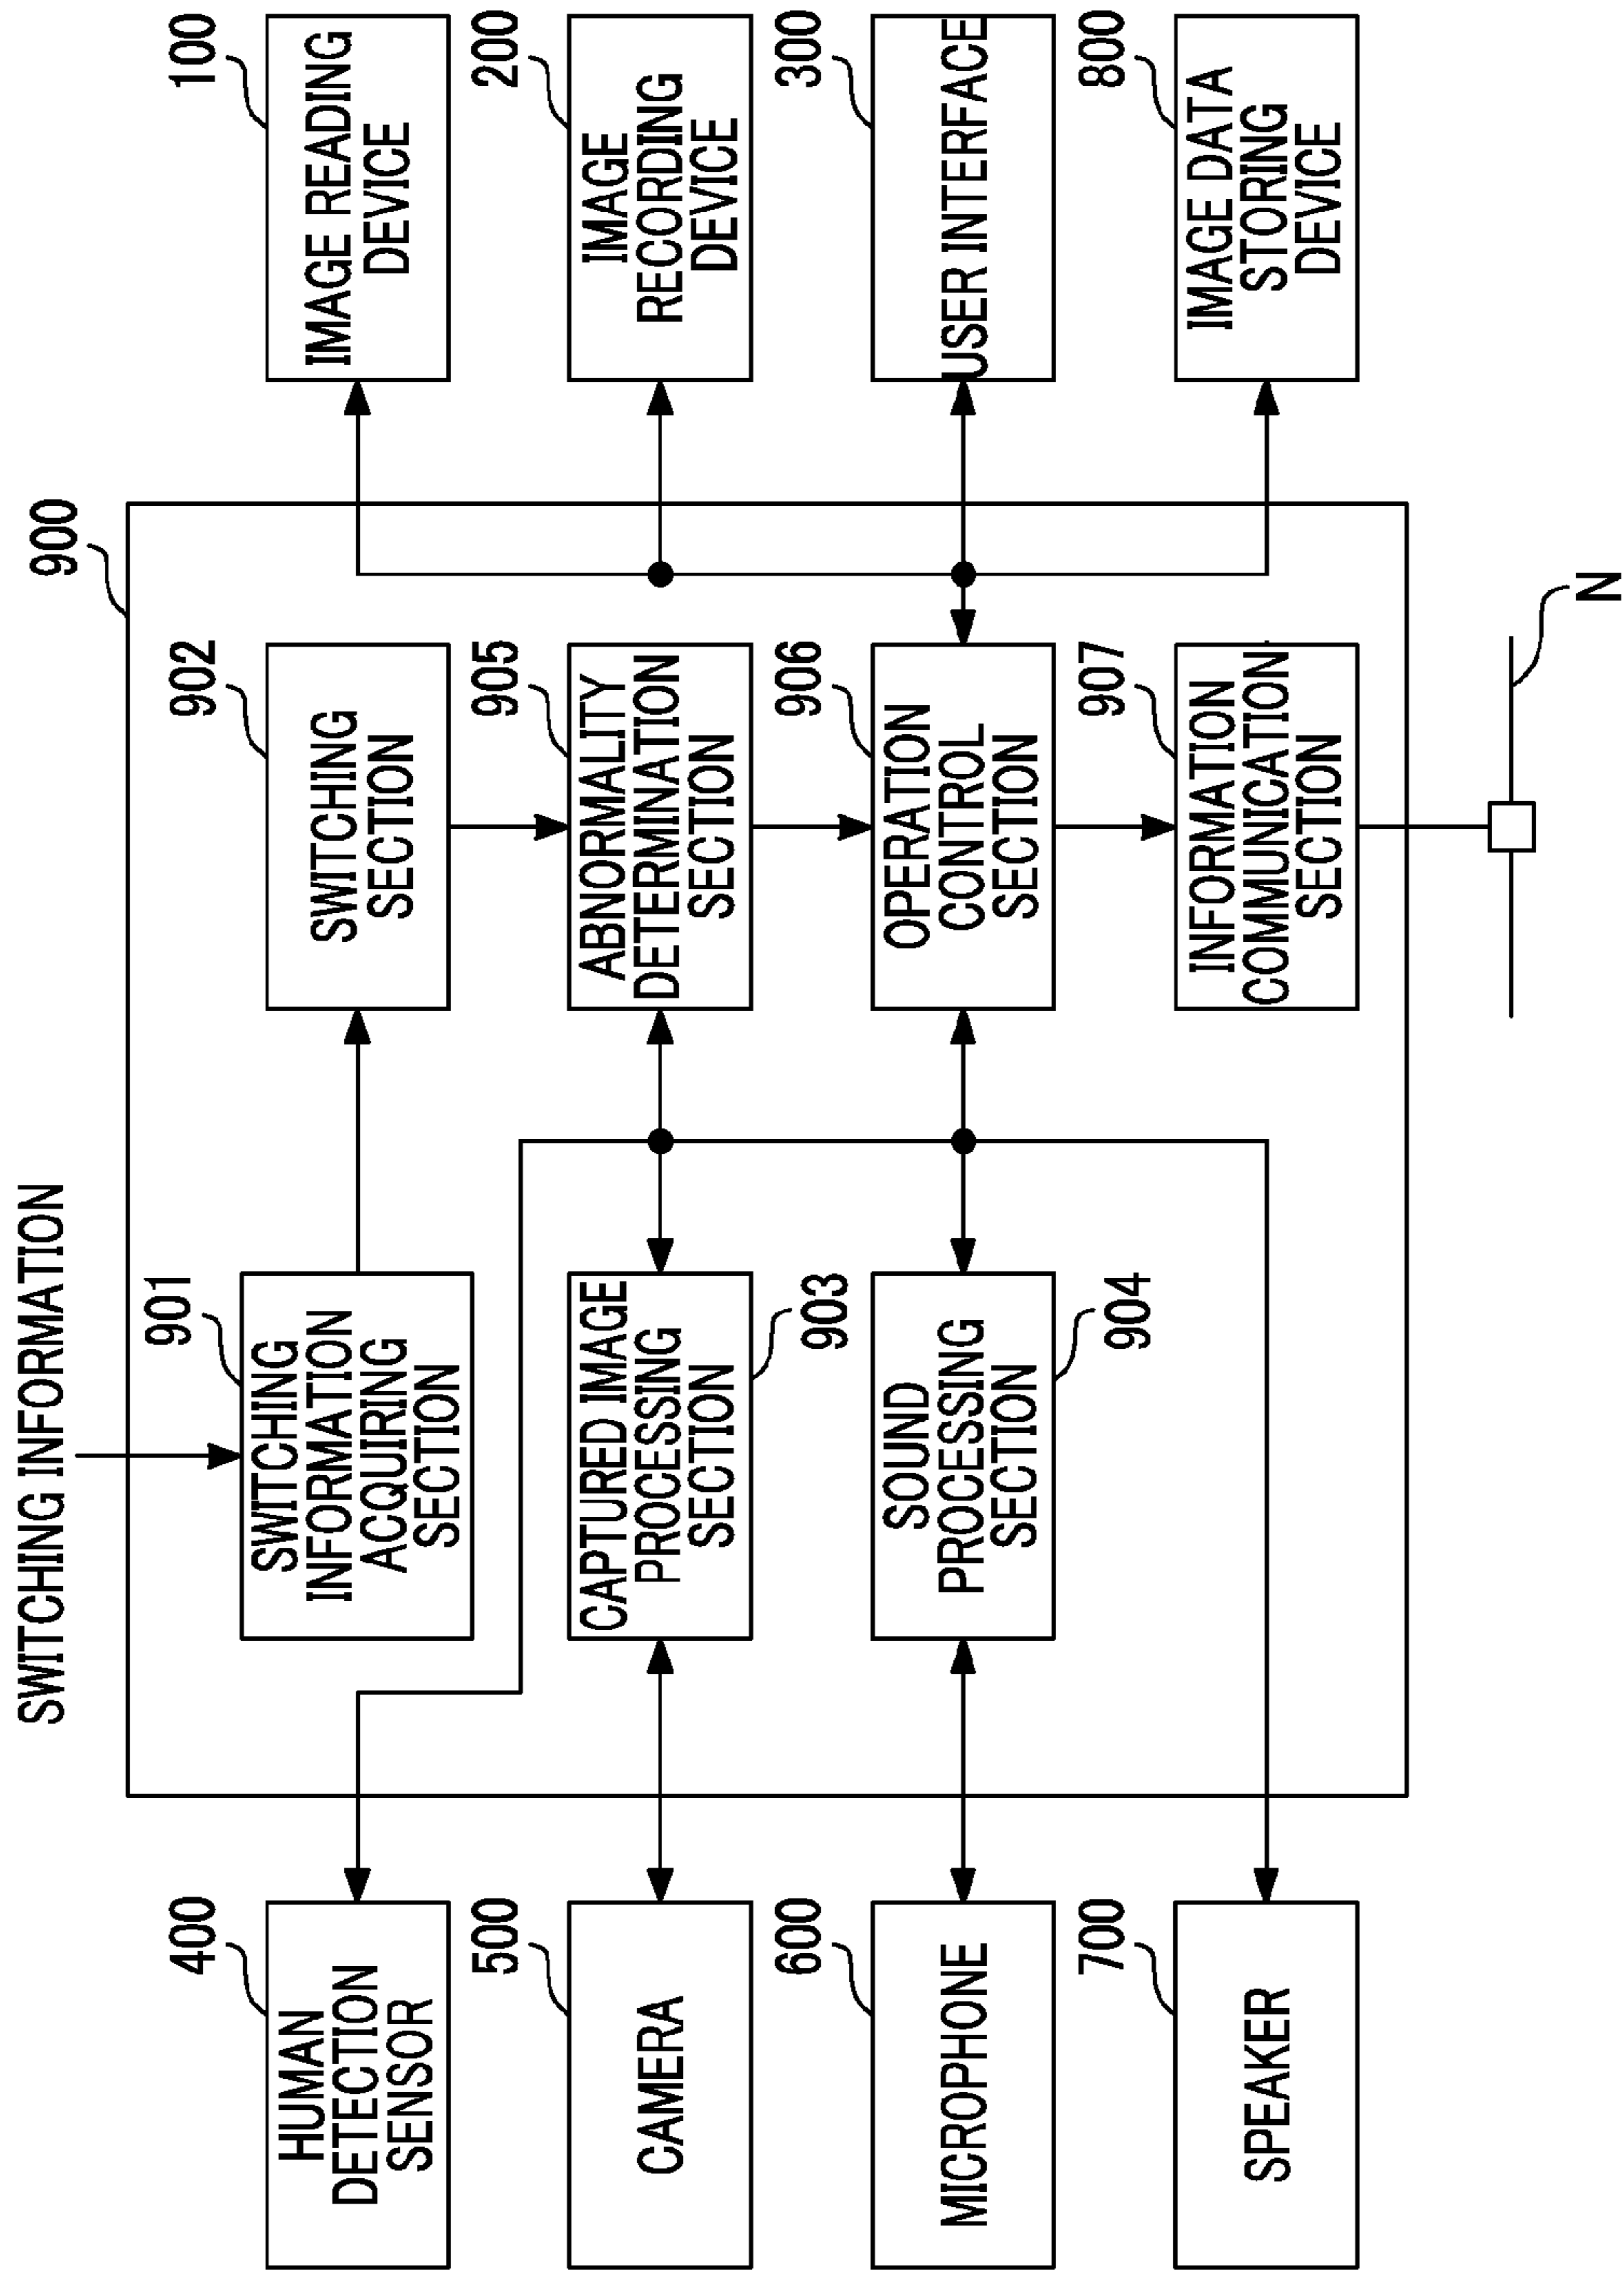 SWITCHING INFORMATION
900
400
HUMAN
DETECTION
SENSOR
901
SWITCHING
INFORMATION
ACQUIRING
SECTION
902
SWITCHING
SECTION
100
IMAGE READING
DEVICE
500
CAMERA
CAPTURED IMAGE
PROCESSING
SECTION
903
905
ABNORMALITY
DETERMINATION
SECTION
200
IMAGE
RECORDING
DEVICE
600
MICROPHONE
SOUND
PROCESSING
SECTION
904
906
OPERATION
CONTROL
SECTION
300
USER INTERFACE
700
SPEAKER
907
INFORMATION
COMMUNICATION
SECTION
800
IMAGE DATA
STORING
DEVICE
N